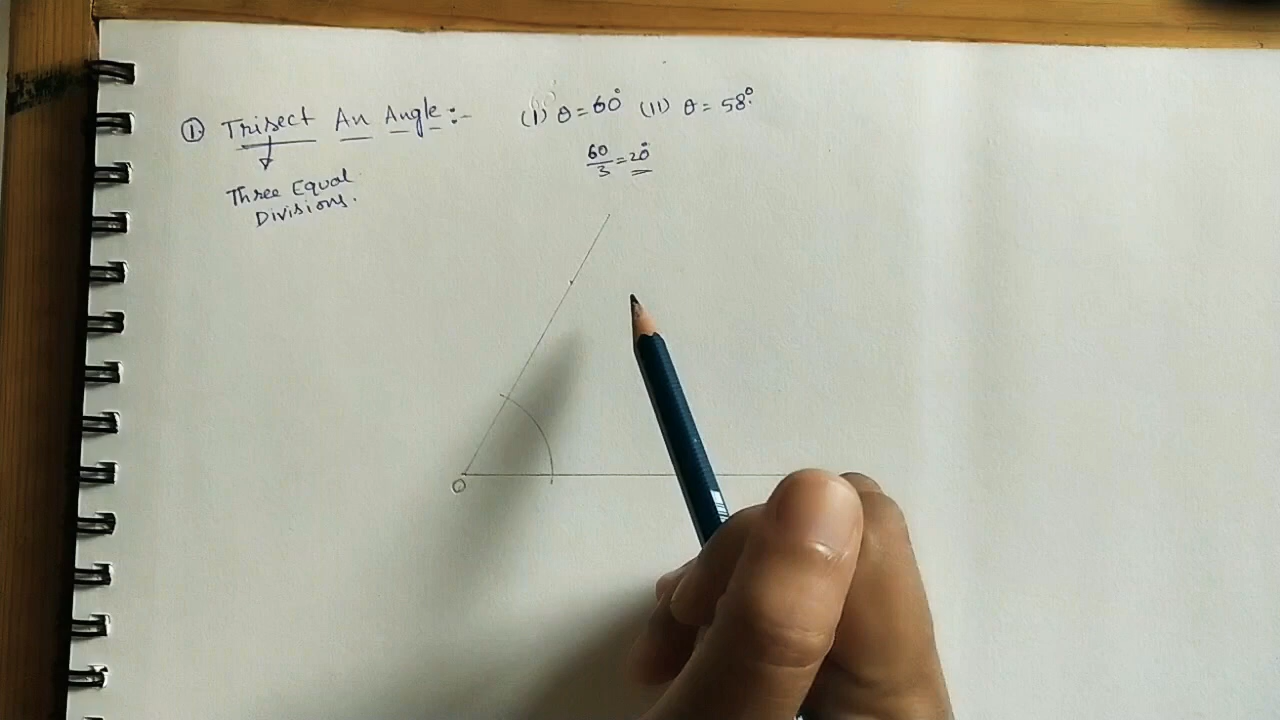 ① Trisect An Angle :- (I) θ = 60° (II) θ = 58°.
60/3 = 20°
Three Equal
Divisions.
O